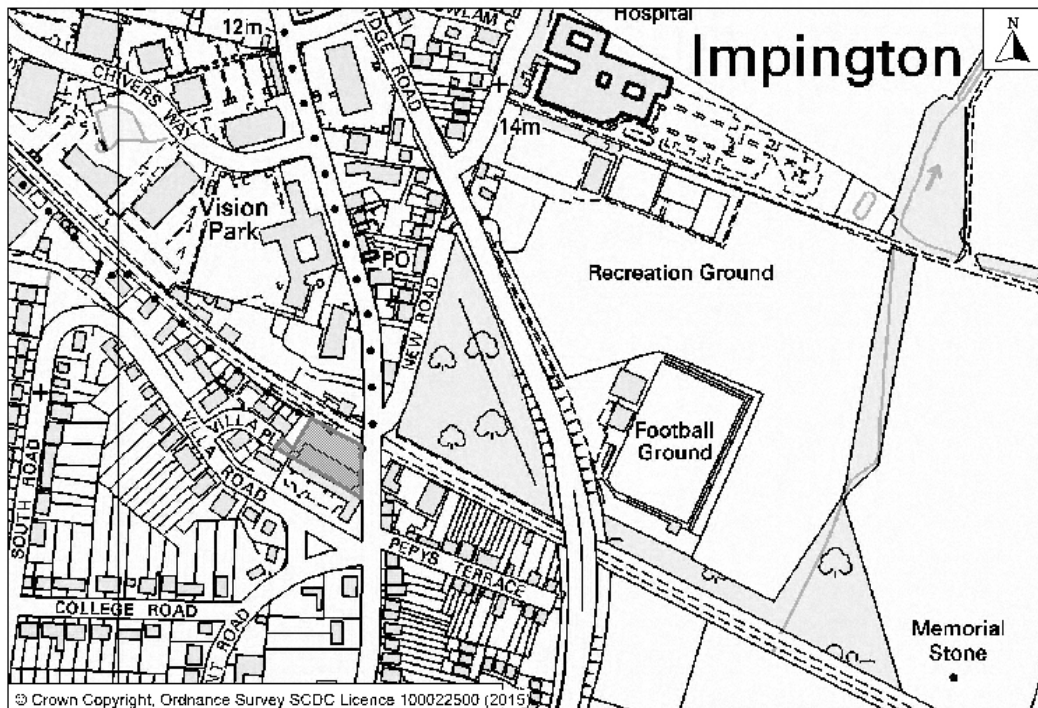 Hospital
12m
N
Impington
CHIVERS WAY
14m
Vision
Park
PO
Recreation Ground
NEW ROAD
Football
Ground
VILLA PL
VILLA ROAD
SOUTH ROAD
PEPYS TERRACE
COLLEGE ROAD
ROAD
Memorial
Stone
© Crown Copyright, Ordnance Survey SCDC Licence 100022500 (2015)